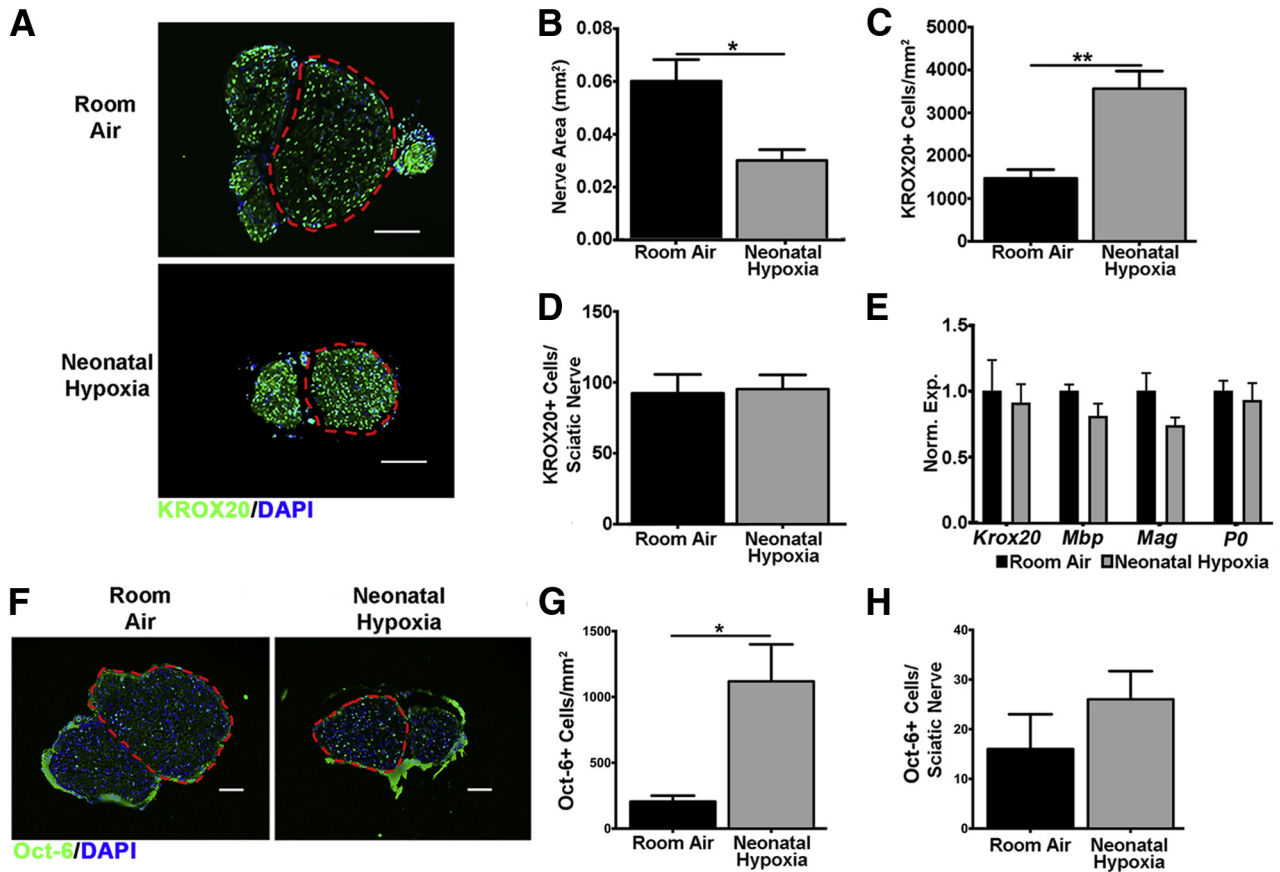 A
Room
Air
Neonatal
Hypoxia
KROX20/DAPI
B
Nerve Area (mm²)
0.08
0.06
0.04
0.02
0.00
*
Room Air
Neonatal
Hypoxia
C
KROX20+ Cells/mm²
5000
4000
3000
2000
1000
0
**
Room Air
Neonatal
Hypoxia
D
KROX20+ Cells/
Sciatic Nerve
150
100
50
0
Room Air
Neonatal
Hypoxia
E
Norm. Exp.
1.5
1.0
0.5
0.0
Krox20 Mbp Mag P0
Room Air Neonatal Hypoxia
F
Room
Air
Neonatal
Hypoxia
Oct-6/DAPI
G
Oct-6+ Cells/mm²
1500
1000
500
0
*
Room Air
Neonatal
Hypoxia
H
Oct-6+ Cells/
Sciatic Nerve
40
30
20
10
0
Room Air
Neonatal
Hypoxia